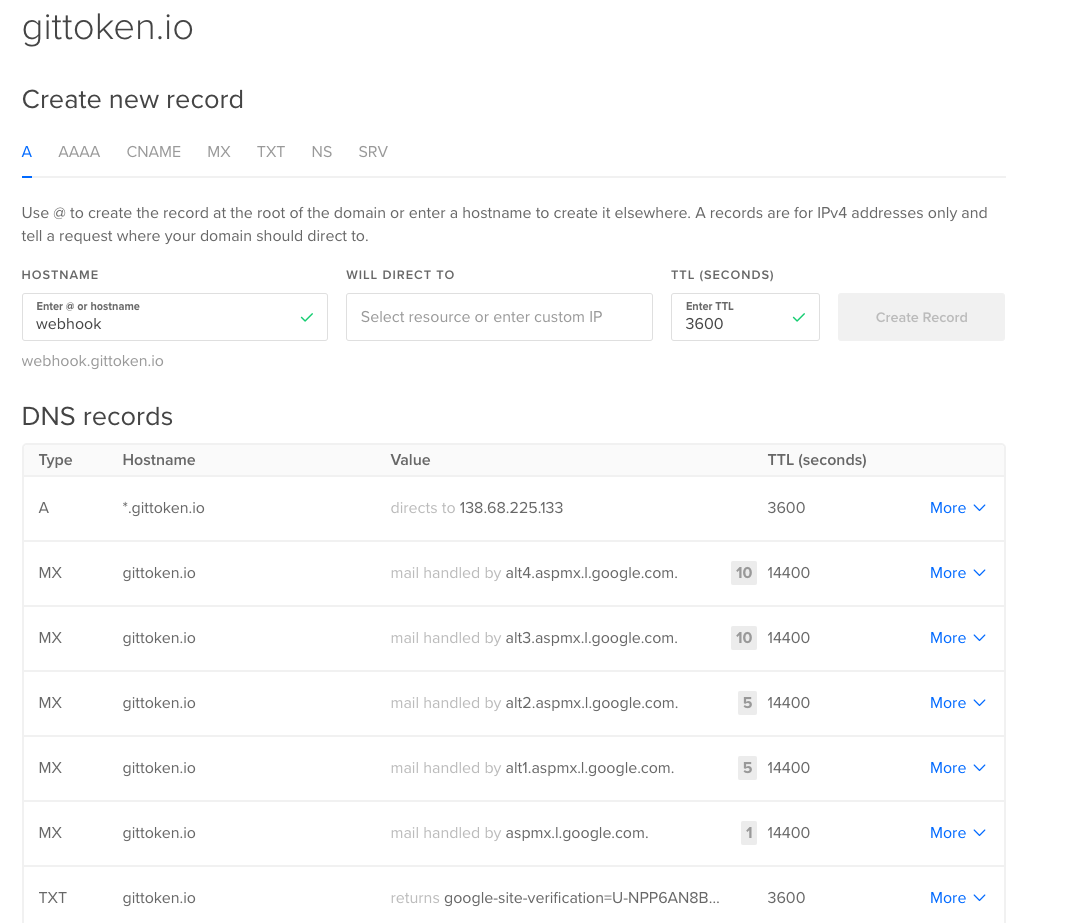 gittoken.io
Create new record
A AAAA CNAME MX TXT NS SRV
Use @ to create the record at the root of the domain or enter a hostname to create it elsewhere. A records are for IPv4 addresses only and
tell a request where your domain should direct to.
HOSTNAME WILL DIRECT TO TTL (SECONDS)
Enter @ or hostname
webhook
Select resource or enter custom IP
Enter TTL
3600
Create Record
webhook.gittoken.io
DNS records
Type Hostname Value TTL (seconds)
A *.gittoken.io directs to 138.68.225.133 3600 More
MX gittoken.io mail handled by alt4.aspmx.l.google.com. 10 14400 More
MX gittoken.io mail handled by alt3.aspmx.l.google.com. 10 14400 More
MX gittoken.io mail handled by alt2.aspmx.l.google.com. 5 14400 More
MX gittoken.io mail handled by alt1.aspmx.l.google.com. 5 14400 More
MX gittoken.io mail handled by aspmx.l.google.com. 1 14400 More
TXT gittoken.io returns google-site-verification=U-NPP6AN8B... 3600 More